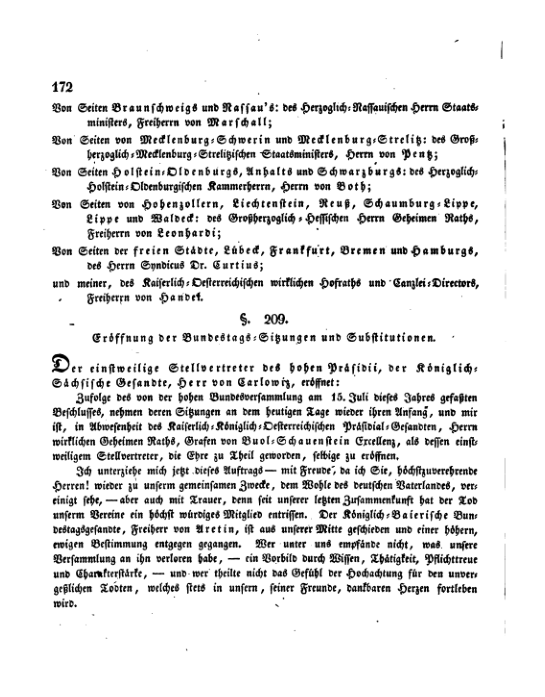 172
Von Seiten Braunschweigs und Nassau's: des Herzoglich-Nassauischen Herrn Staats-
ministers, Freiherrn von Marschall;
Von Seiten von Mecklenburg-Schwerin und Mecklenburg-Strelitz: des Groß-
herzoglich-Mecklenburg-Strelizischen Staatsministers, Herrn von Pentz;
Von Seiten Holstein-Oldenburgs, Anhalts und Schwarzburgs: des Herzoglich-
Holstein-Oldenburgischen Kammerherrn, Herrn von Both;
Von Seiten von Hohenzollern, Liechtenstein, Reuß, Schaumburg-Lippe,
Lippe und Waldeck: des Großherzoglich-Hessischen Herrn Geheimen Raths,
Freiherrn von Leonhardi;
Von Seiten der freien Städte, Lübeck, Frankfurt, Bremen und Hamburgs,
des Herrn Syndicus Dr. Curtius;
und meiner, des Kaiserlich-Oesterreichischen wirklichen Hofraths und Canzlei-Directors,
Freiherrn von Handel.
§. 209.
Eröffnung der Bundestags-Sitzungen und Substitutionen.
Der einstweilige Stellvertreter des hohen Präsidii, der Königlich-
Sächsische Gesandte, Herr von Carlowitz, eröffnet:
Zufolge des von der hohen Bundesversammlung am 15. Juli dieses Jahres gefaßten
Beschlusses, nehmen deren Sitzungen an dem heutigen Tage wieder ihren Anfang, und mir
ist, in Abwesenheit des Kaiserlich-Königlich-Oesterreichischen Präsidial-Gesandten, Herrn
wirklichen Geheimen Raths, Grafen von Buol-Schauenstein Excellenz, als dessen einst-
weiligem Stellvertreter, die Ehre zu Theil geworden, selbige zu eröffnen.
Ich unterziehe mich jetzt dieses Auftrags — mit Freude, da ich Sie, höchstzuverehrende
Herren! wieder zu unserm gemeinsamen Zwecke, dem Wohle des deutschen Vaterlandes, ver-
einigt sehe, — aber auch mit Trauer, denn seit unserer letzten Zusammenkunft hat der Tod
unserm Vereine ein höchst würdiges Mitglied entrissen. Der Königlich-Baierische Bun-
destagsgesandte, Freiherr von Aretin, ist aus unserer Mitte geschieden und einer höhern,
ewigen Bestimmung entgegen gegangen. Wer unter uns empfände nicht, was unsere
Versammlung an ihm verloren habe, — ein Vorbild durch Wissen, Thätigkeit, Pflichttreue
und Charakterstärke, — und wer theilte nicht das Gefühl der Hochachtung für den unver-
geßlichen Todten, welches stets in unsern, seiner Freunde, dankbaren Herzen fortleben
wird.